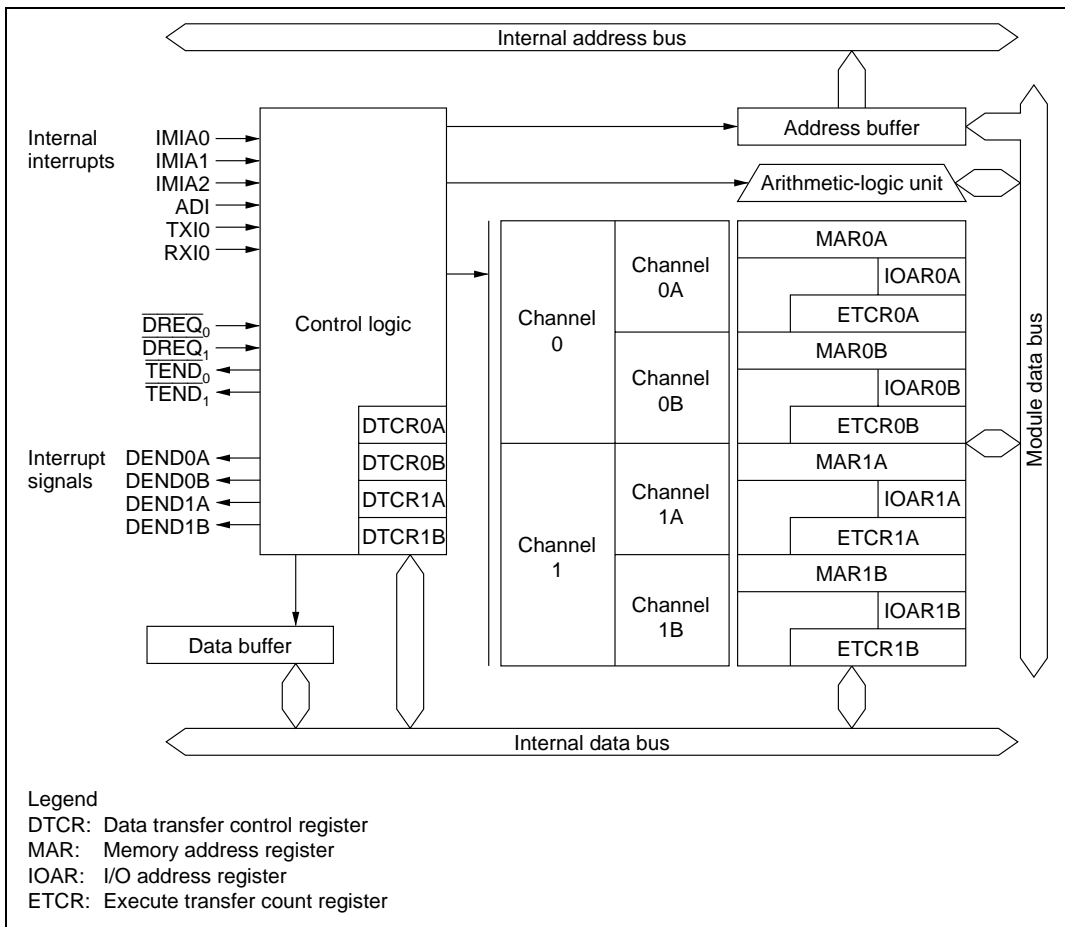 Internal address bus
Internal interrupts
IMIA0
IMIA1
IMIA2
ADI
TXI0
RXI0
DREQ0
DREQ1
TEND0
TEND1
Interrupt signals
DEND0A
DEND0B
DEND1A
DEND1B
Control logic
DTCR0A
DTCR0B
DTCR1A
DTCR1B
Data buffer
Address buffer
Arithmetic-logic unit
Channel 0
Channel 0A
Channel 0B
Channel 1
Channel 1A
Channel 1B
MAR0A
IOAR0A
ETCR0A
MAR0B
IOAR0B
ETCR0B
MAR1A
IOAR1A
ETCR1A
MAR1B
IOAR1B
ETCR1B
Module data bus
Internal data bus
Legend
DTCR: Data transfer control register
MAR: Memory address register
IOAR: I/O address register
ETCR: Execute transfer count register